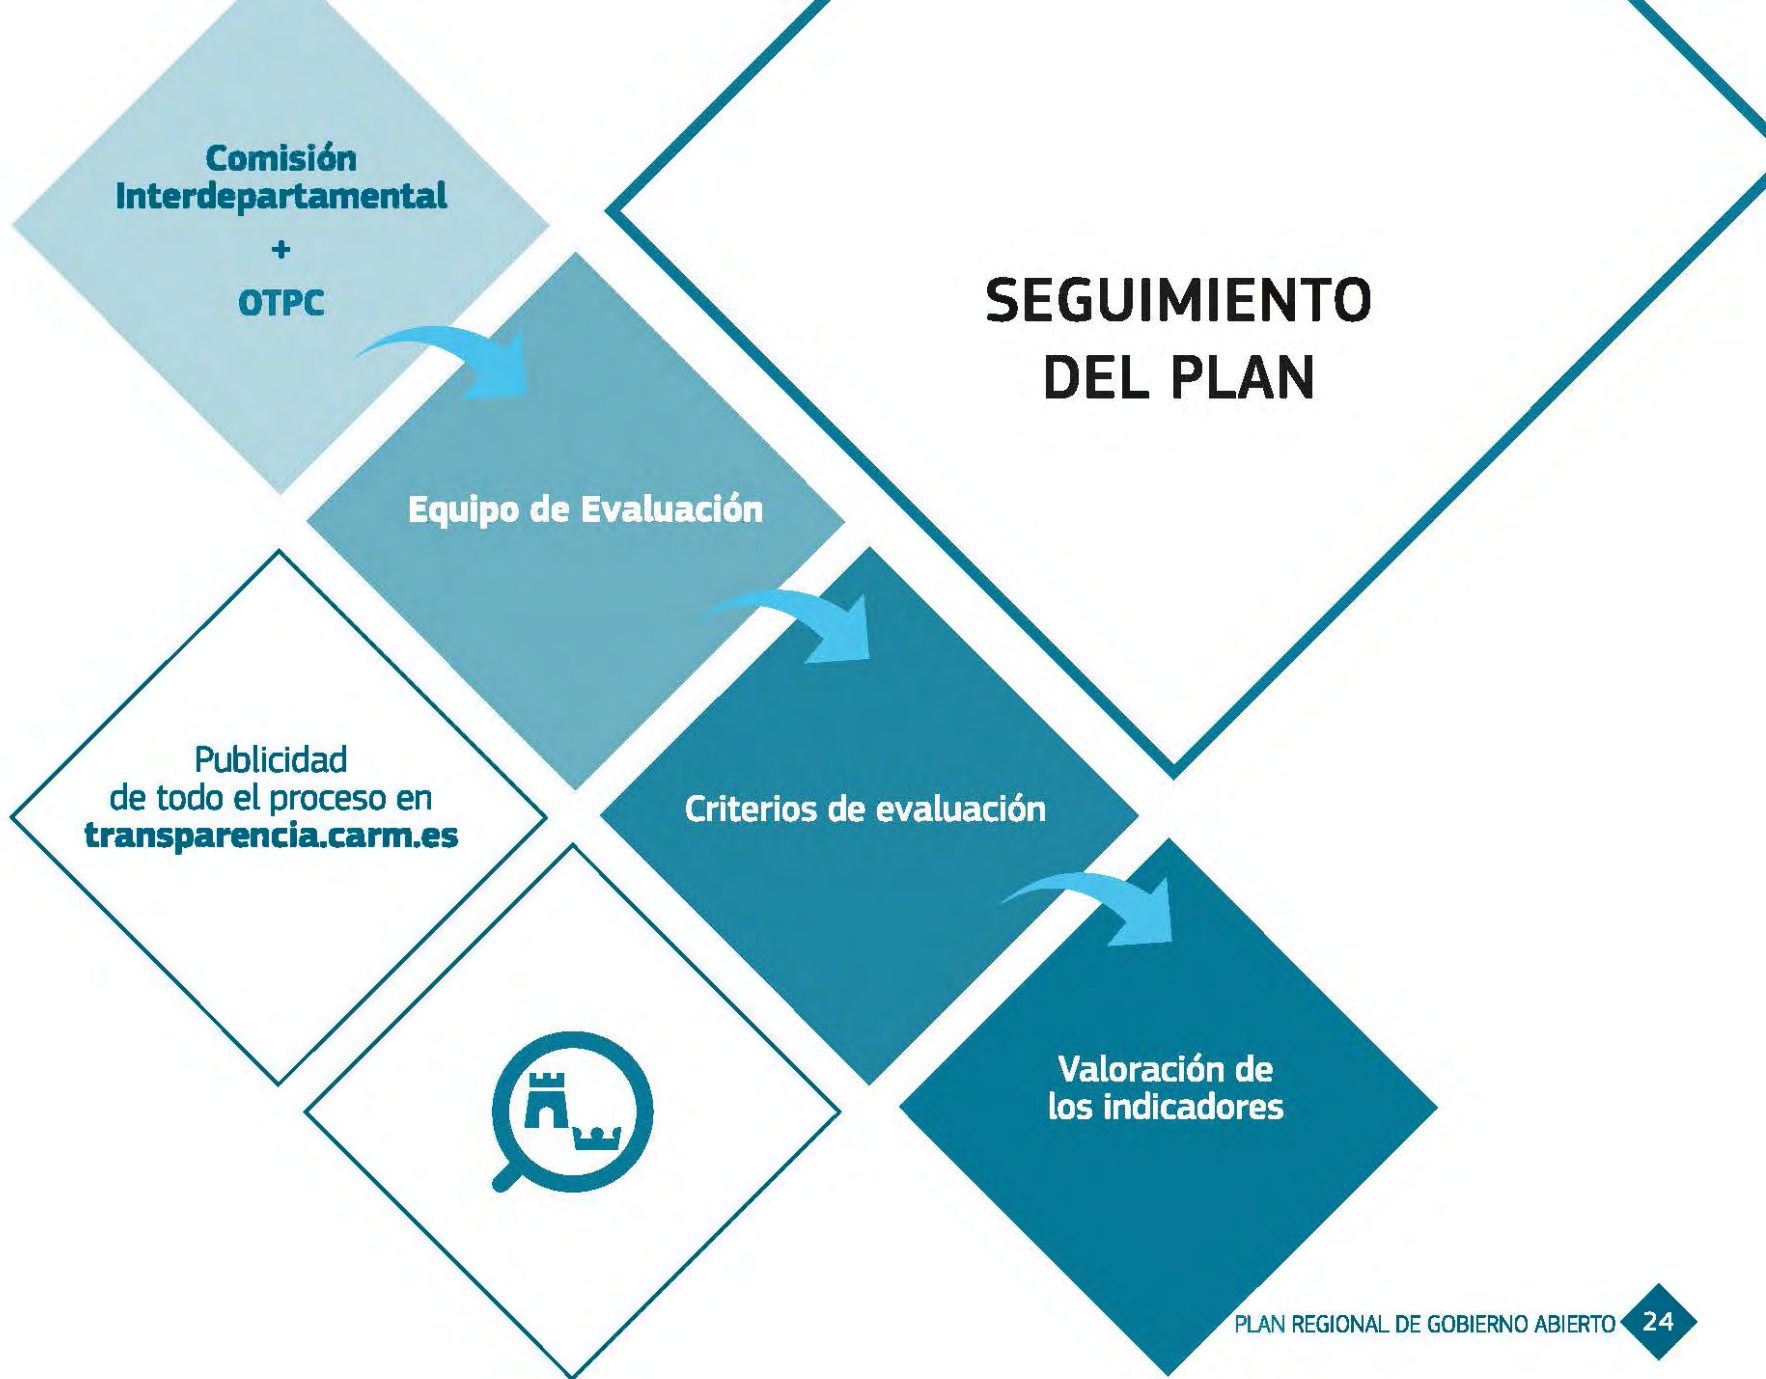 SEGUIMIENTO
DEL PLAN
Comisión
Interdepartamental
+
OTPC
Equipo de Evaluación
Criterios de evaluación
Valoración de
los indicadores
Publicidad
de todo el proceso en
transparencia.carm.es
PLAN REGIONAL DE GOBIERNO ABIERTO 24